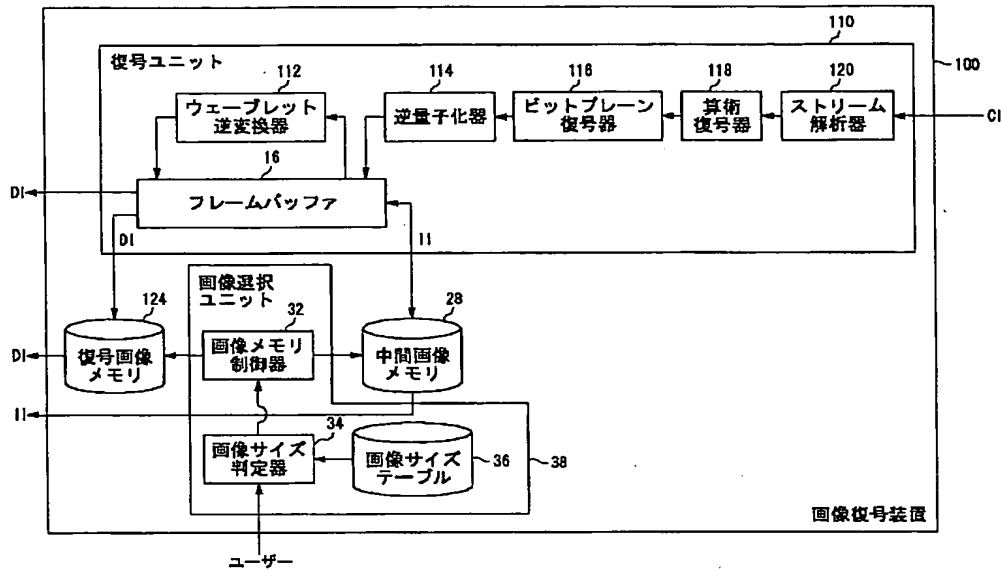 110
100
復号ユニット
112
114
116
118
120
ウェーブレット
逆変換器
逆量子化器
ビットプレーン
復号器
算術
復号器
ストリーム
解析器
CI
16
フレームバッファ
DI
DI
II
画像選択
ユニット
124
32
28
復号画像
メモリ
画像メモリ
制御器
中間画像
メモリ
DI
II
34
画像サイズ
判定器
画像サイズ
テーブル
36
38
画像復号装置
ユーザー